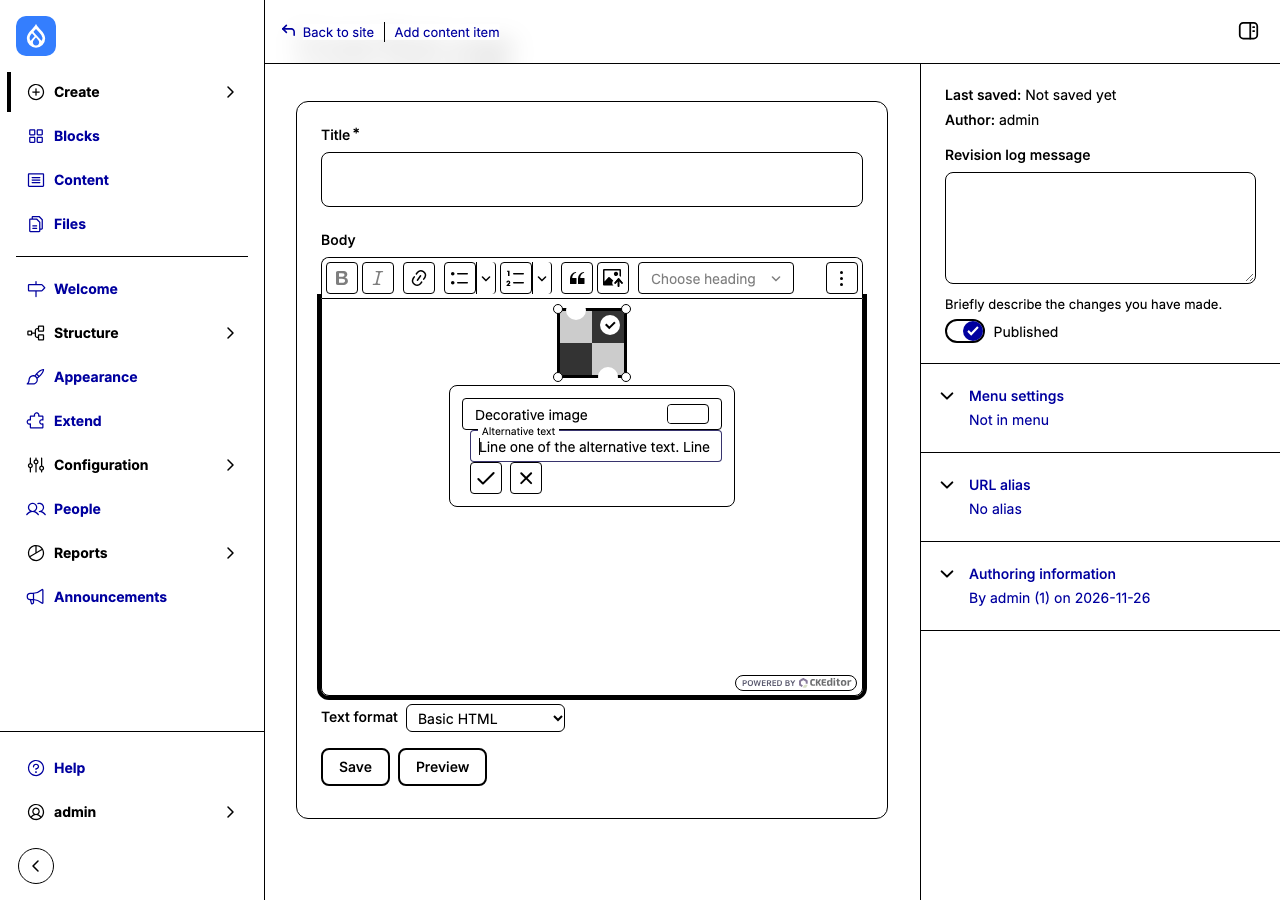 Back to site
Add content item
Create
Blocks
Content
Files
Welcome
Structure
Appearance
Extend
Configuration
People
Reports
Announcements
Help
admin
Title*
Body
B I
Choose heading
Decorative image
Alternative text
Line one of the alternative text. Line
POWERED BY CKEditor
Text format
Basic HTML
Save
Preview
Last saved: Not saved yet
Author: admin
Revision log message
Briefly describe the changes you have made.
Published
Menu settings
Not in menu
URL alias
No alias
Authoring information
By admin (1) on 2026-11-26